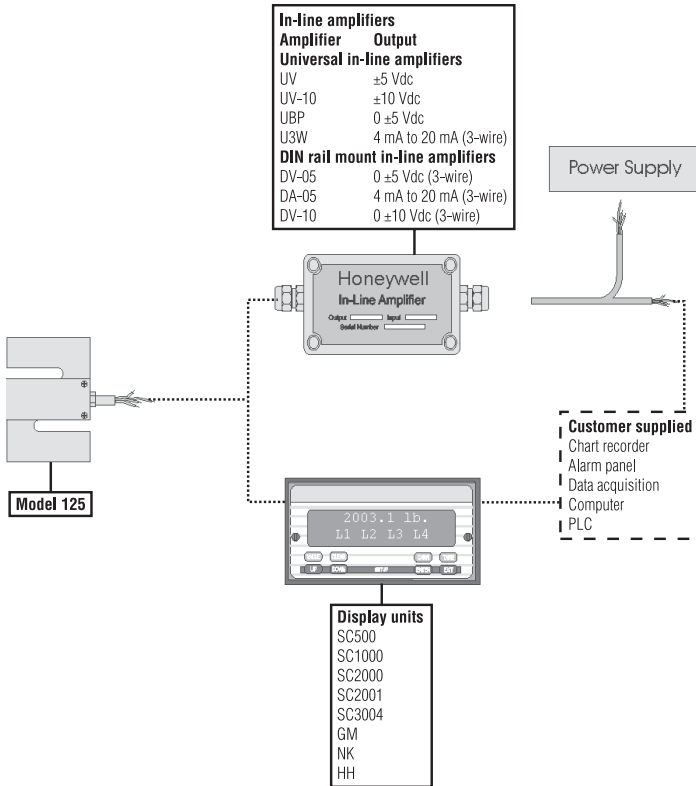 In-line amplifiers
Amplifier Output
Universal in-line amplifiers
UV ±5 Vdc
UV-10 ±10 Vdc
UBP 0 ±5 Vdc
U3W 4 mA to 20 mA (3-wire)
DIN rail mount in-line amplifiers
DV-05 0 ±5 Vdc (3-wire)
DA-05 4 mA to 20 mA (3-wire)
DV-10 0 ±10 Vdc (3-wire)
Power Supply
Honeywell
In-Line Amplifier
Output Input
Serial Number
Model 125
Customer supplied
Chart recorder
Alarm panel
Data acquisition
Computer
PLC
2003.1 lb.
L1 L2 L3 L4
UP DOWN SETUP ENTER EXIT
Display units
SC500
SC1000
SC2000
SC2001
SC3004
GM
NK
HH